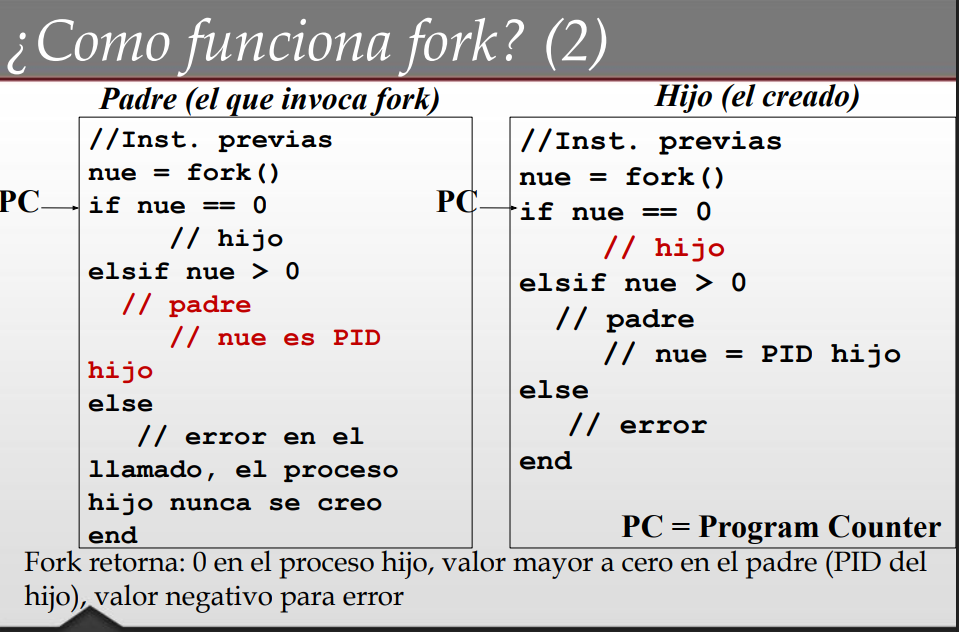 ¿Como funciona fork? (2)
Padre (el que invoca fork)
PC
//Inst. previas
nue = fork()
if nue == 0
// hijo
elsif nue > 0
// padre
// nue es PID
hijo
else
// error en el
llamado, el proceso
hijo nunca se creo
end
Hijo (el creado)
PC
//Inst. previas
nue = fork()
if nue == 0
// hijo
elsif nue > 0
// padre
// nue = PID hijo
else
// error
end
PC = Program Counter
Fork retorna: 0 en el proceso hijo, valor mayor a cero en el padre (PID del
hijo), valor negativo para error